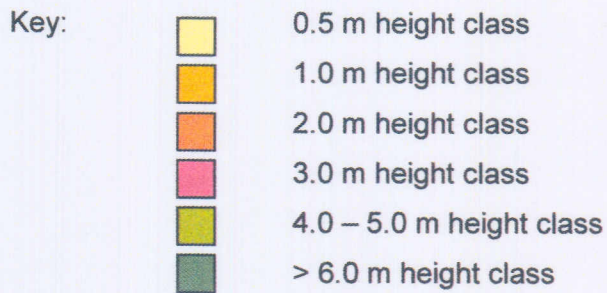 Key: 0.5 m height class
1.0 m height class
2.0 m height class
3.0 m height class
4.0 – 5.0 m height class
> 6.0 m height class